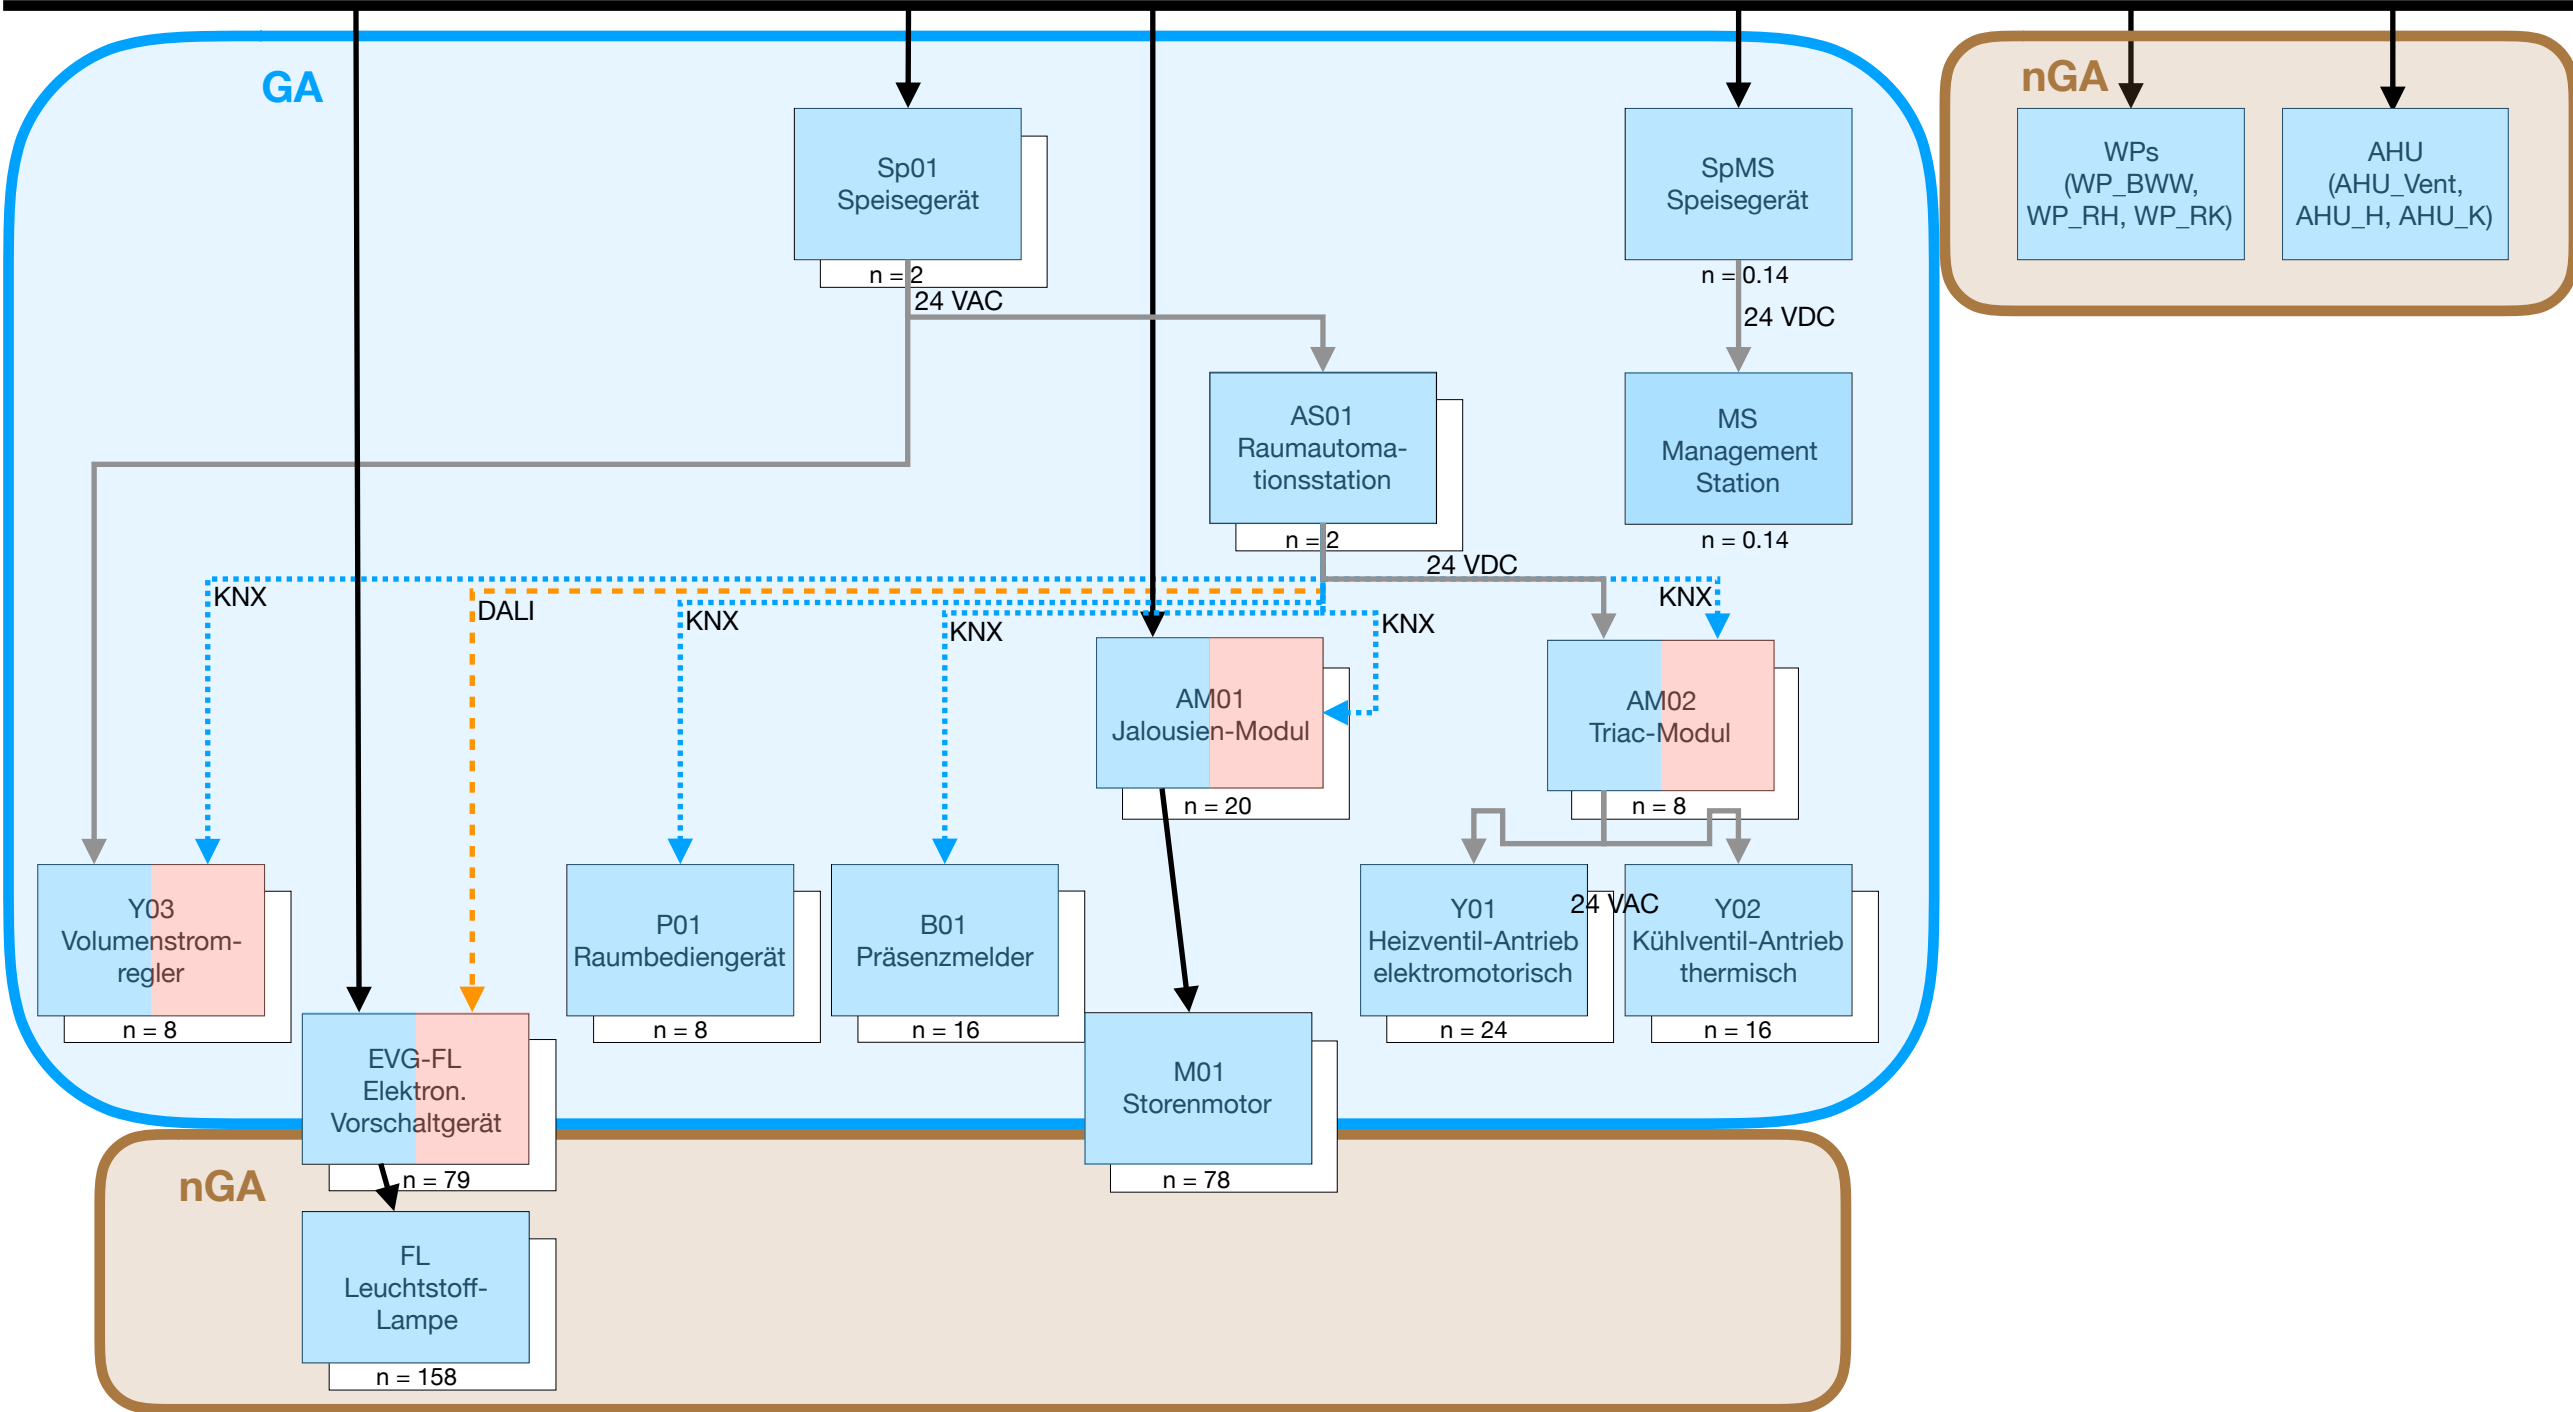 GA
nGA
Sp01
Speisegerät
n = 2
24 VAC
SpMS
Speisegerät
n = 0.14
24 VDC
WPs
(WP_BWW,
WP_RH, WP_RK)
AHU
(AHU_Vent,
AHU_H, AHU_K)
AS01
Raumautoma-
tionsstation
n = 2
24 VDC
MS
Management
Station
n = 0.14
KNX
DALI
KNX
KNX
KNX
KNX
AM01
Jalousien-Modul
n = 20
AM02
Triac-Modul
n = 8
Y03
Volumenstrom-
regler
n = 8
P01
Raumbediengerät
n = 8
B01
Präsenzmelder
n = 16
Y01
Heizventil-Antrieb
elektromotorisch
n = 24
24 VAC
Y02
Kühlventil-Antrieb
thermisch
n = 16
EVG-FL
Elektron.
Vorschaltgerät
n = 79
M01
Storenmotor
n = 78
nGA
FL
Leuchtstoff-
Lampe
n = 158